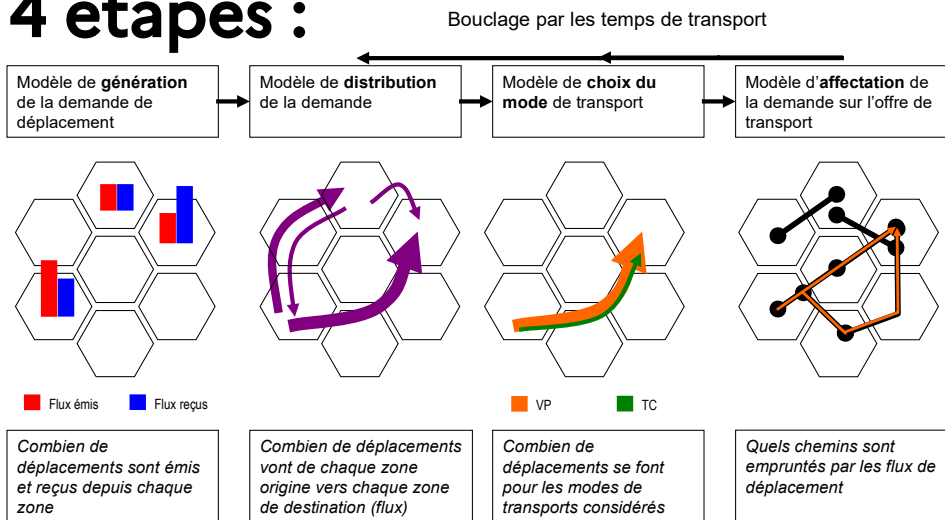 4 étapes :
Bouclage par les temps de transport
Modèle de génération
de la demande de
déplacement
Modèle de distribution
de la demande
Modèle de choix du
mode de transport
Modèle d'affectation de
la demande sur l'offre de
transport
Flux émis
Flux reçus
VP
TC
Combien de
déplacements sont émis
et reçus depuis chaque
zone
Combien de déplacements
vont de chaque zone
origine vers chaque zone
de destination (flux)
Combien de
déplacements se font
pour les modes de
transports considérés
Quels chemins sont
empruntés par les flux de
déplacement